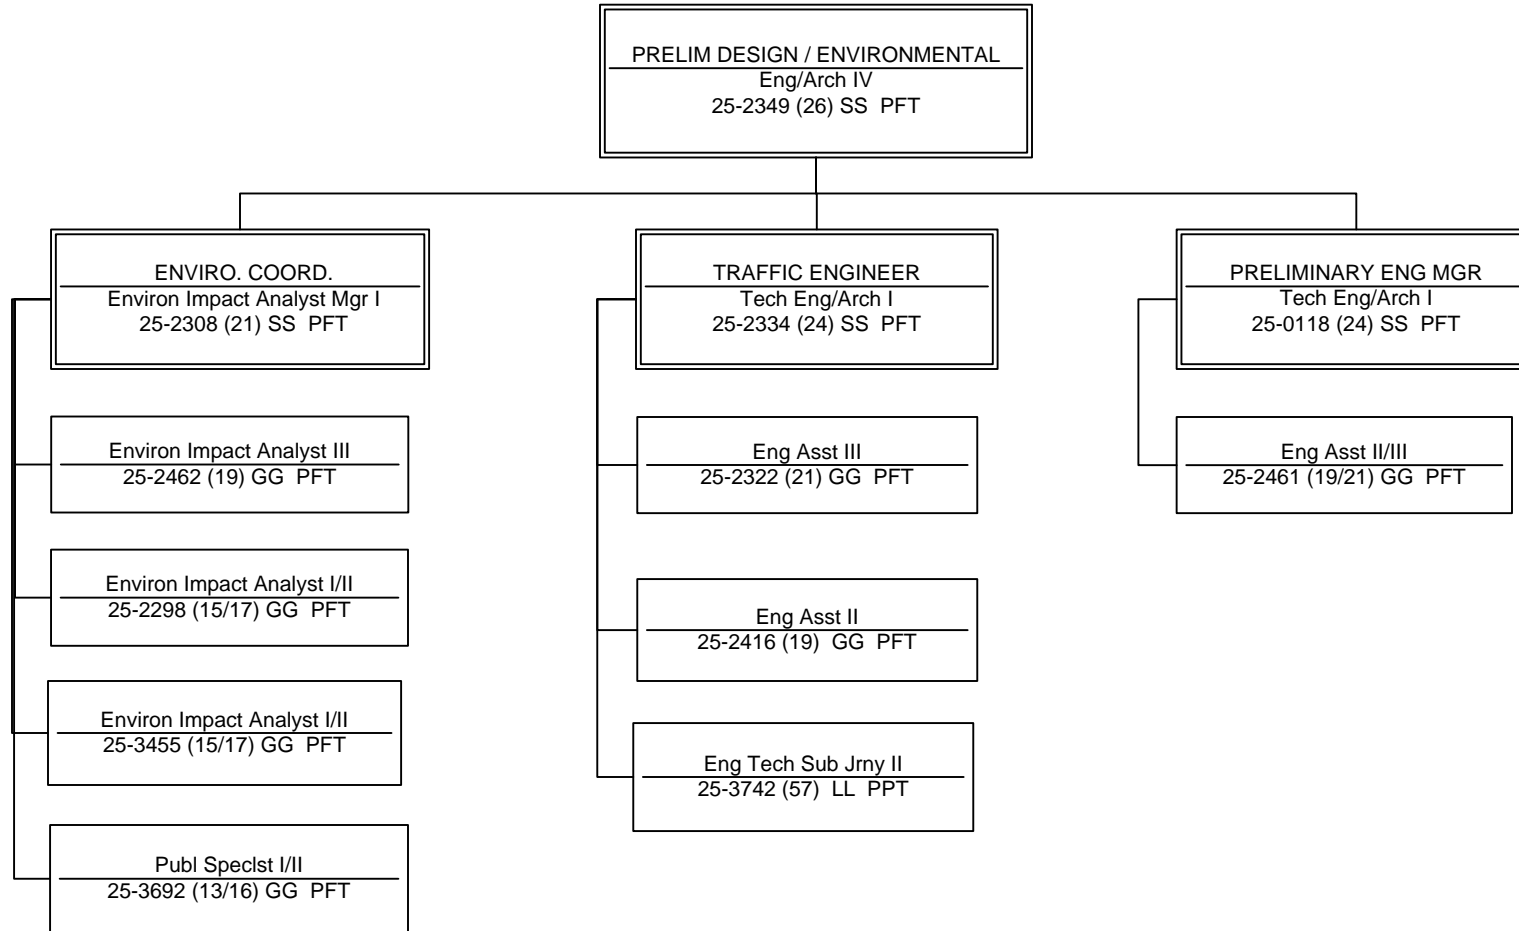 PRELIM DESIGN / ENVIRONMENTAL
Eng/Arch IV
25-2349 (26) SS PFT
ENVIRO. COORD.
Environ Impact Analyst Mgr I
25-2308 (21) SS PFT
Environ Impact Analyst III
25-2462 (19) GG PFT
Environ Impact Analyst I/II
25-2298 (15/17) GG PFT
Environ Impact Analyst I/II
25-3455 (15/17) GG PFT
Publ Speclst I/II
25-3692 (13/16) GG PFT
TRAFFIC ENGINEER
Tech Eng/Arch I
25-2334 (24) SS PFT
Eng Asst III
25-2322 (21) GG PFT
Eng Asst II
25-2416 (19) GG PFT
Eng Tech Sub Jrny II
25-3742 (57) LL PPT
PRELIMINARY ENG MGR
Tech Eng/Arch I
25-0118 (24) SS PFT
Eng Asst II/III
25-2461 (19/21) GG PFT